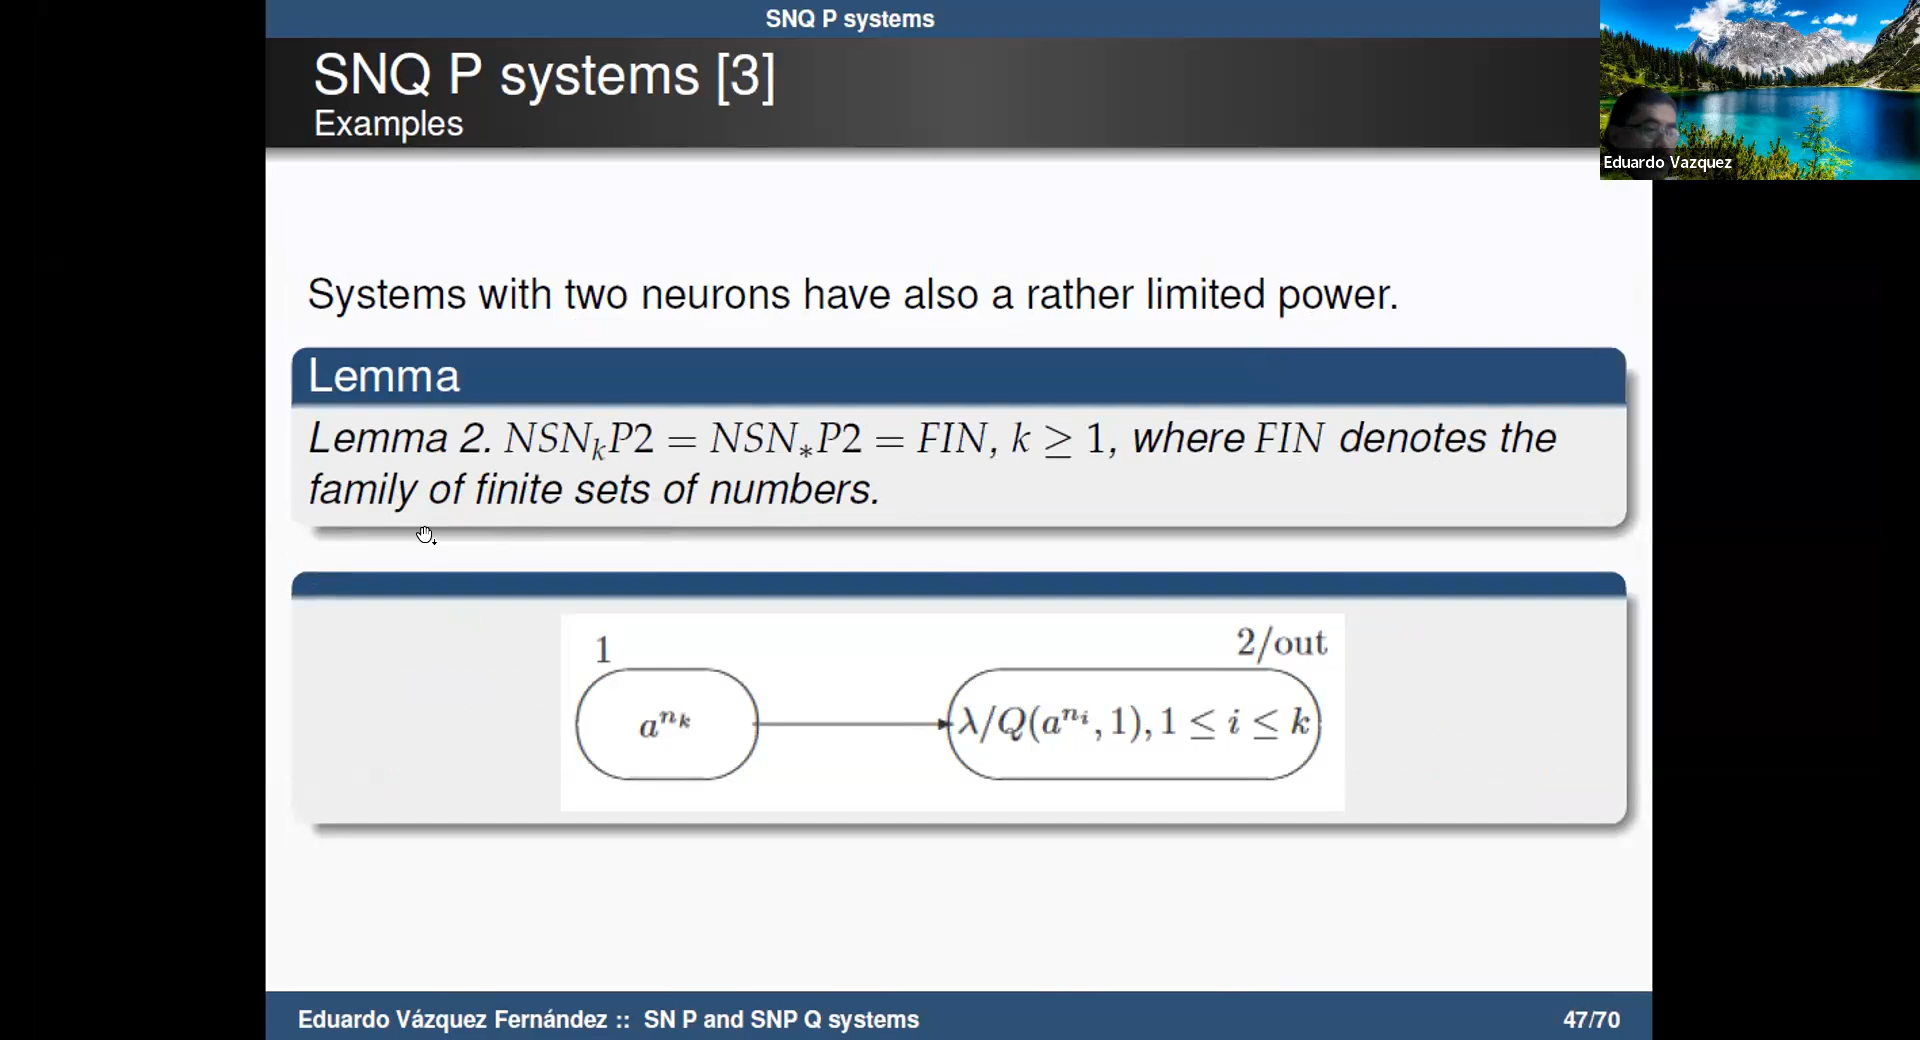 SNQ P systems
SNQ P systems [3]
Examples
Eduardo Vazquez
Systems with two neurons have also a rather limited power.
Lemma
Lemma 2. NSNₖP2 = NSN₎P2 = FIN, k ≥ 1, where FIN denotes the
family of finite sets of numbers.
1
2/out
a^{n_k}
λ/Q(a^{n_i}, 1), 1 ≤ i ≤ k
Eduardo Vázquez Fernández :: SN P and SNP Q systems
47/70